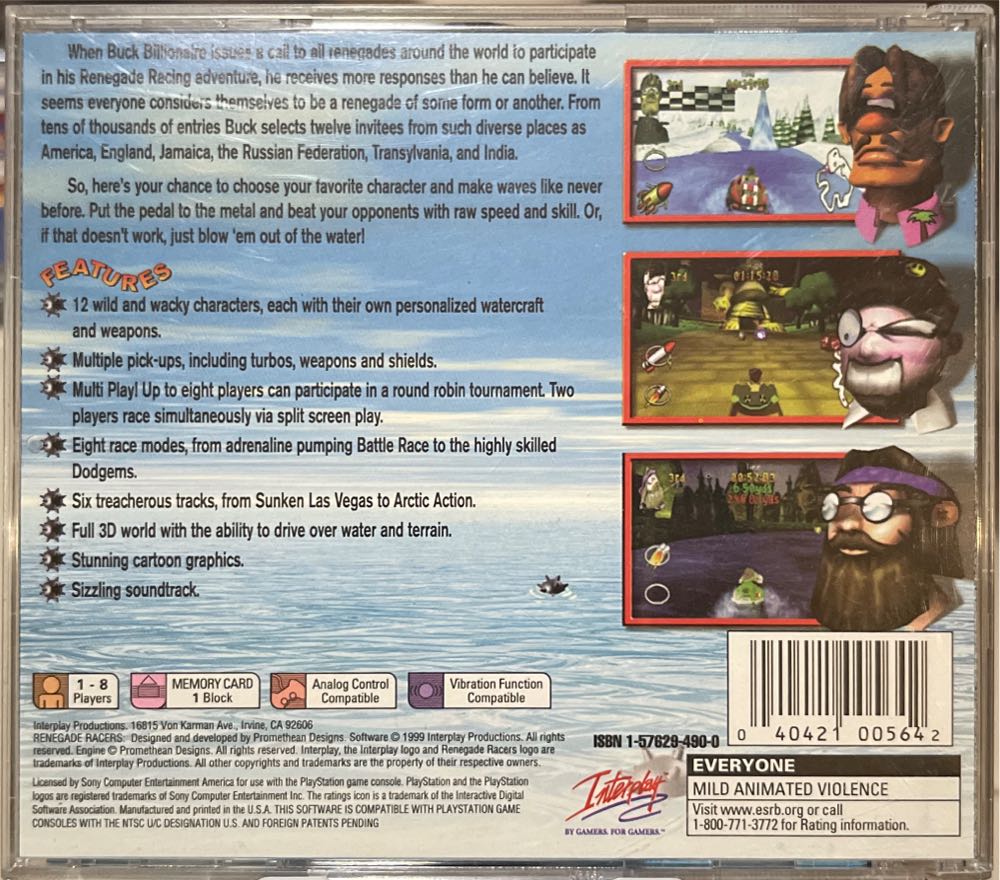 When Buck Billionaire issues a call to all renegades around the world to participate
in his Renegade Racing adventure, he receives more responses than he can believe. It
seems everyone considers themselves to be a renegade of some form or another. From
tens of thousands of entries Buck selects twelve invitees from such diverse places as
America, England, Jamaica, the Russian Federation, Transylvania, and India.
So, here's your chance to choose your favorite character and make waves like never
before. Put the pedal to the metal and beat your opponents with raw speed and skill. Or,
if that doesn't work, just blow 'em out of the water!
FEATURES
12 wild and wacky characters, each with their own personalized watercraft
and weapons.
Multiple pick-ups, including turbos, weapons and shields.
Multi Play! Up to eight players can participate in a round robin tournament. Two
players race simultaneously via split screen play.
Eight race modes, from adrenaline pumping Battle Race to the highly skilled
Dodgems.
Six treacherous tracks, from Sunken Las Vegas to Arctic Action.
Full 3D world with the ability to drive over water and terrain.
Stunning cartoon graphics.
Sizzling soundtrack.
3rd
3rd
01:15:20
3rd
00:52:03
1 - 8
Players
MEMORY CARD
1 Block
Analog Control
Compatible
Vibration Function
Compatible
Interplay Productions. 16815 Von Karman Ave., Irvine, CA 92606
RENEGADE RACERS: Designed and developed by Promethean Designs. Software © 1999 Interplay Productions. All rights
reserved. Engine © Promethean Designs. All rights reserved. Interplay, the Interplay logo and Renegade Racers logo are
trademarks of Interplay Productions. All other copyrights and trademarks are the property of their respective owners.
Licensed by Sony Computer Entertainment America for use with the PlayStation game console. PlayStation and the PlayStation
logos are registered trademarks of Sony Computer Entertainment Inc. The ratings icon is a trademark of the Interactive Digital
Software Association. Manufactured and printed in the U.S.A. THIS SOFTWARE IS COMPATIBLE WITH PLAYSTATION GAME
CONSOLES WITH THE NTSC U/C DESIGNATION U.S. AND FOREIGN PATENTS PENDING
ISBN 1-57629-490-0
0 40421 00564 2
Interplay™
BY GAMERS. FOR GAMERS.™
EVERYONE
MILD ANIMATED VIOLENCE
Visit www.esrb.org or call
1-800-771-3772 for Rating information.